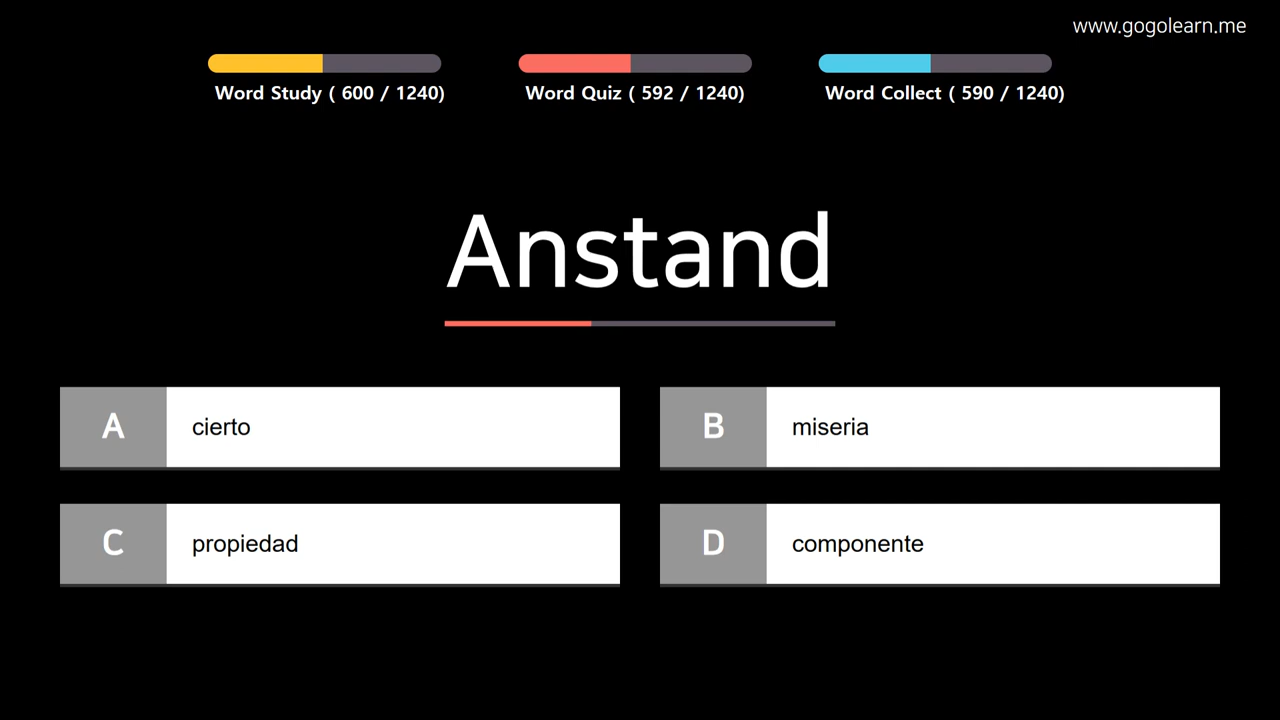 www.gogolearn.me
Word Study ( 600 / 1240)
Word Quiz ( 592 / 1240)
Word Collect ( 590 / 1240)
Anstand
A
cierto
B
miseria
C
propiedad
D
componente